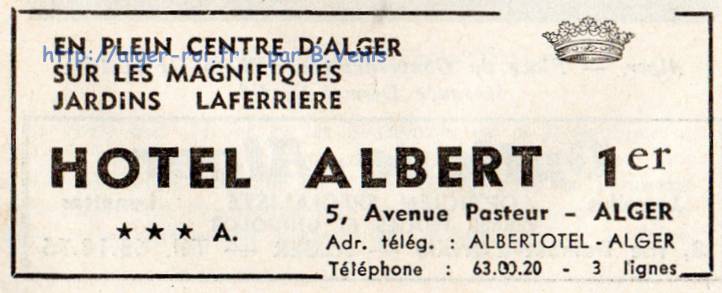 EN PLEIN CENTRE D'ALGER
http://alger-roi.fr par B.Venis
SUR LES MAGNIFIQUES
JARDINS LAFERRIERE
HOTEL ALBERT 1er
★★★ A.
5, Avenue Pasteur - ALGER
Adr. télég. : ALBERTOTEL - ALGER
Téléphone : 63.00.20 - 3 lignes